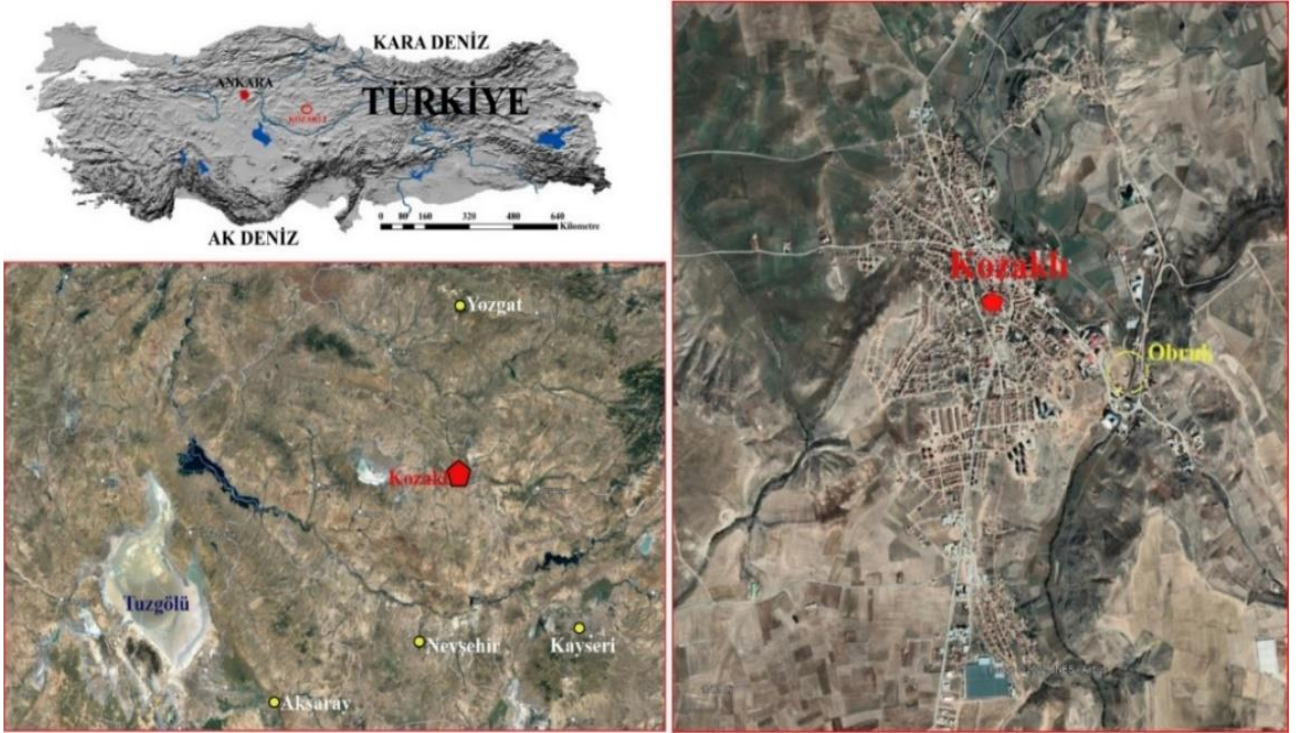 KARA DENİZ
ANKARA
TÜRKİYE
KOZAKLI
0 80 160 320 480 640
Kilometre
AK DENİZ
Yozgat
Kozaklı
Tuzgölü
Nevşehir
Kayseri
Aksaray
Kozaklı
Obruk